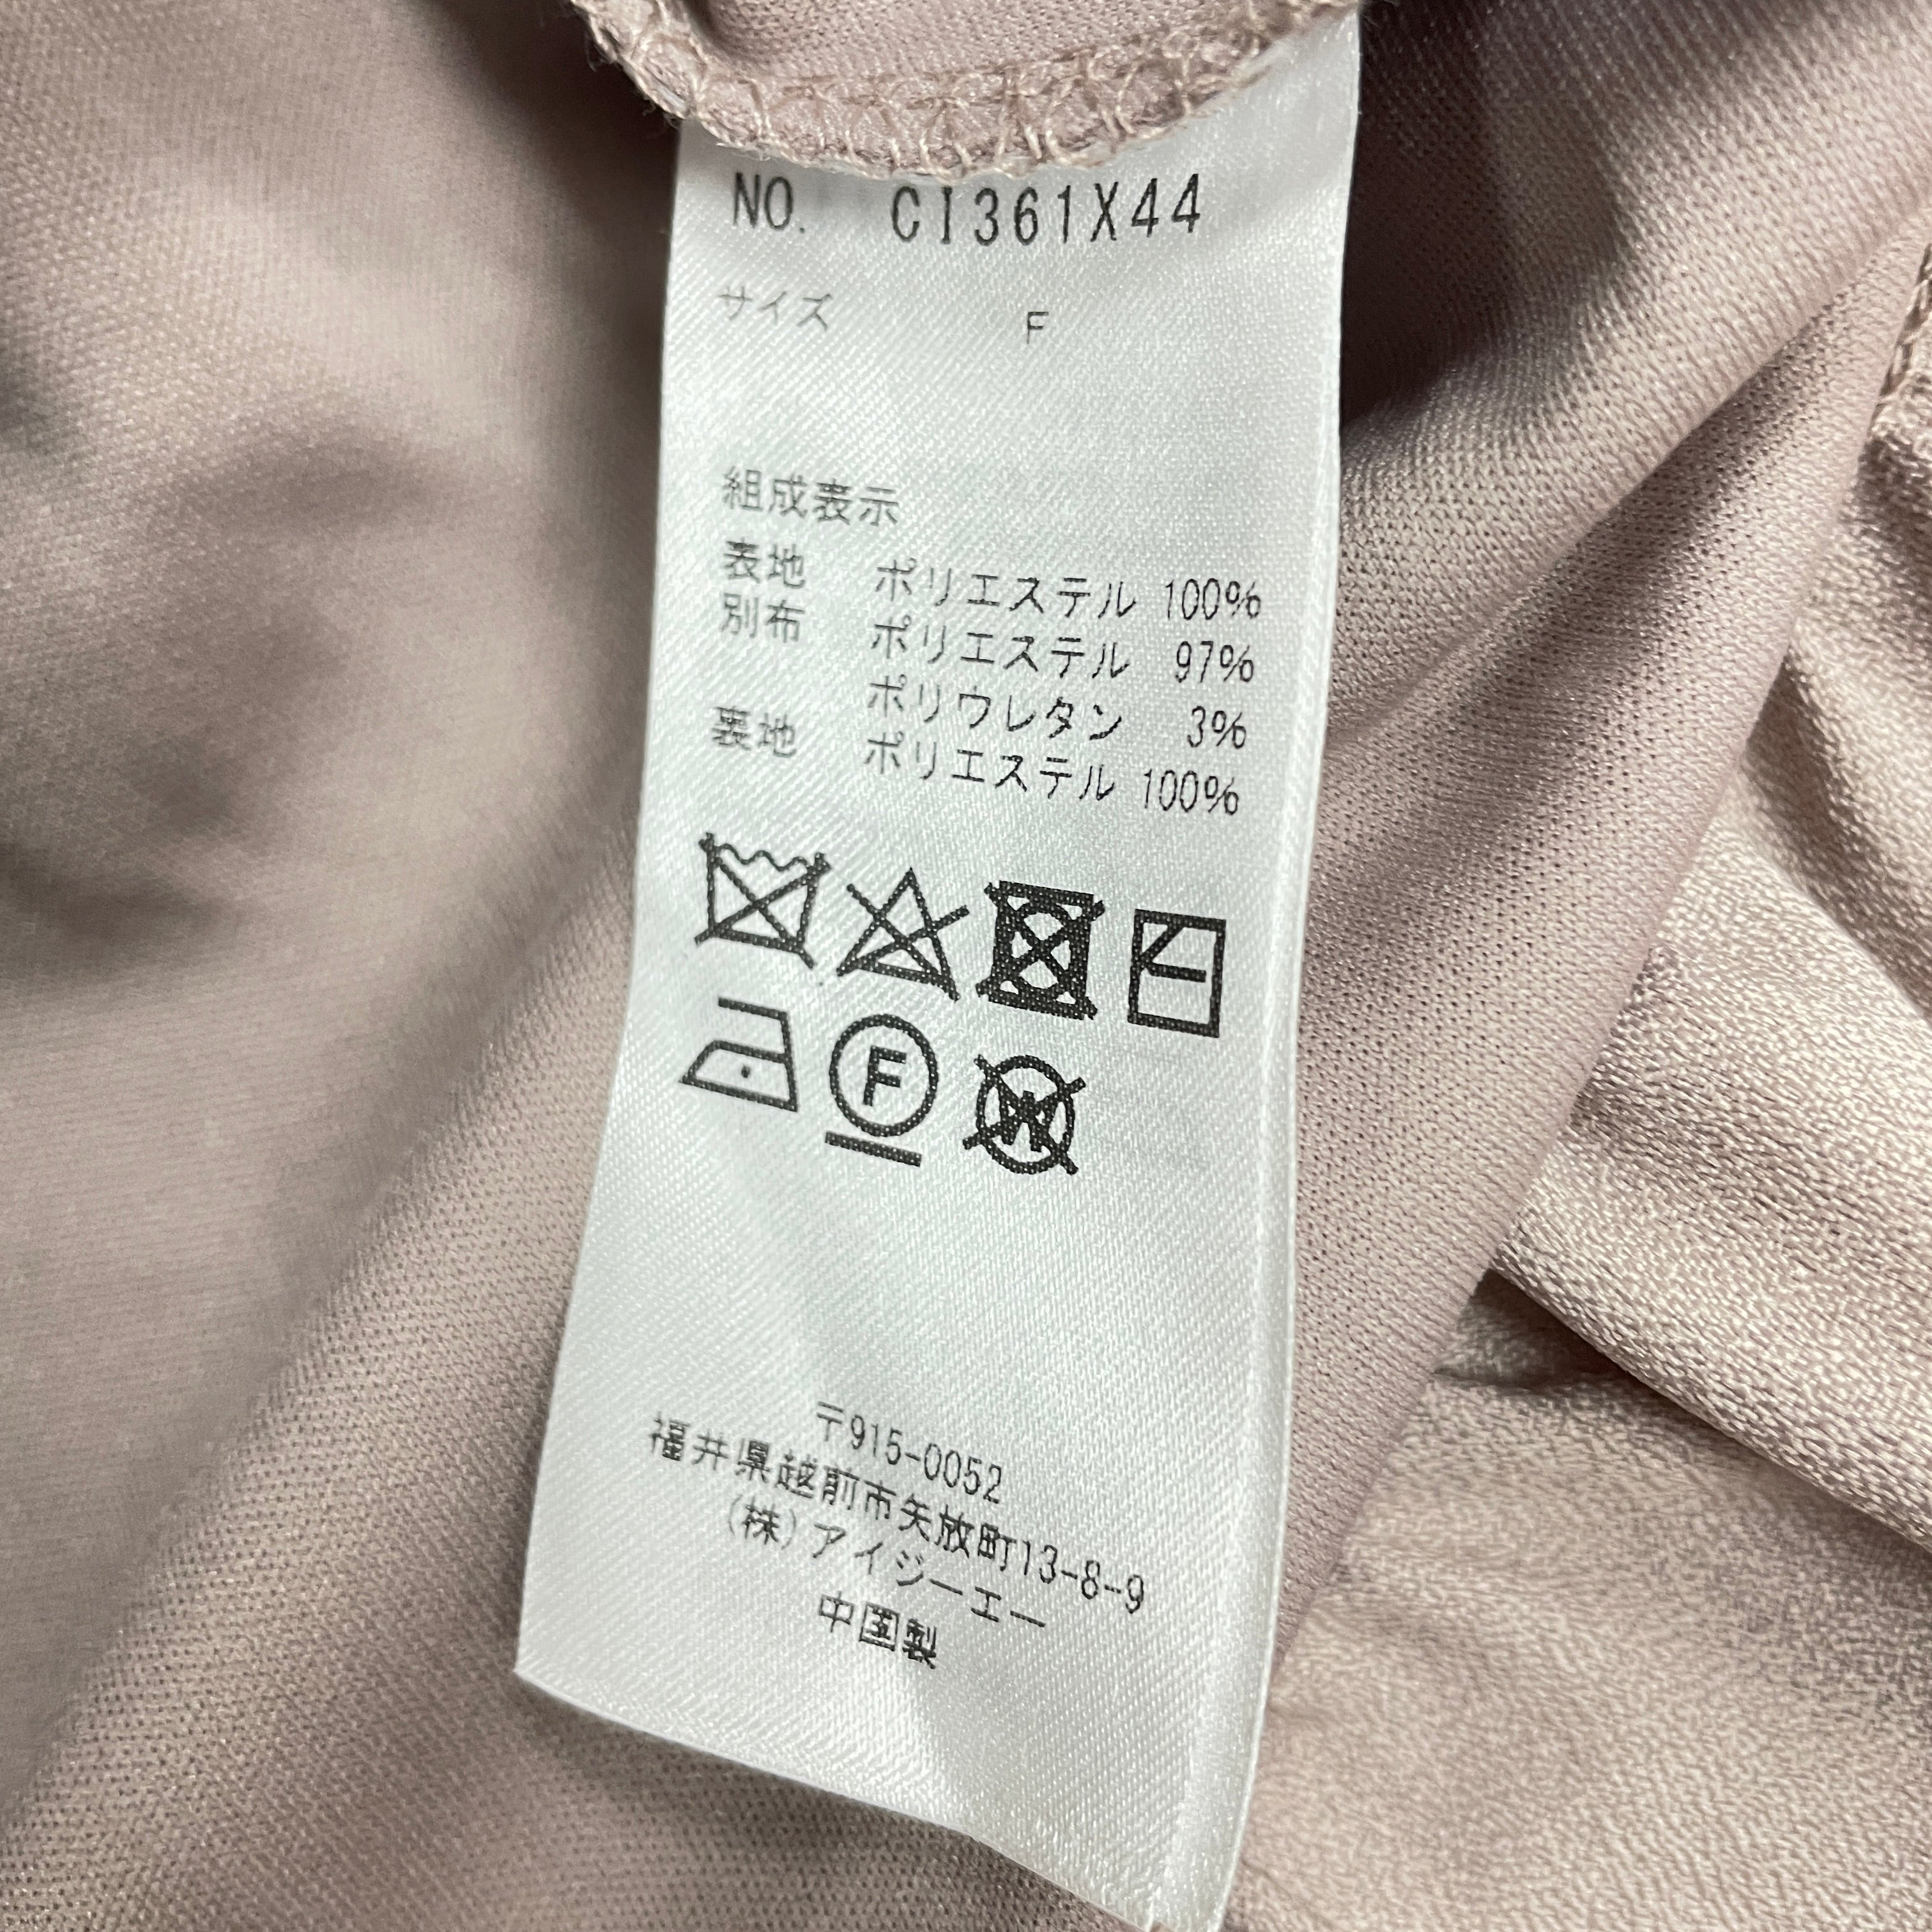 NO. CI361X44
サイズ F
組成表示
表地 ポリエステル 100%
別布 ポリエステル 97%
ポリウレタン 3%
裏地 ポリエステル 100%
F
W
〒915-0052
福井県越前市矢放町13-8-9
(株)アイジーエー
中国製